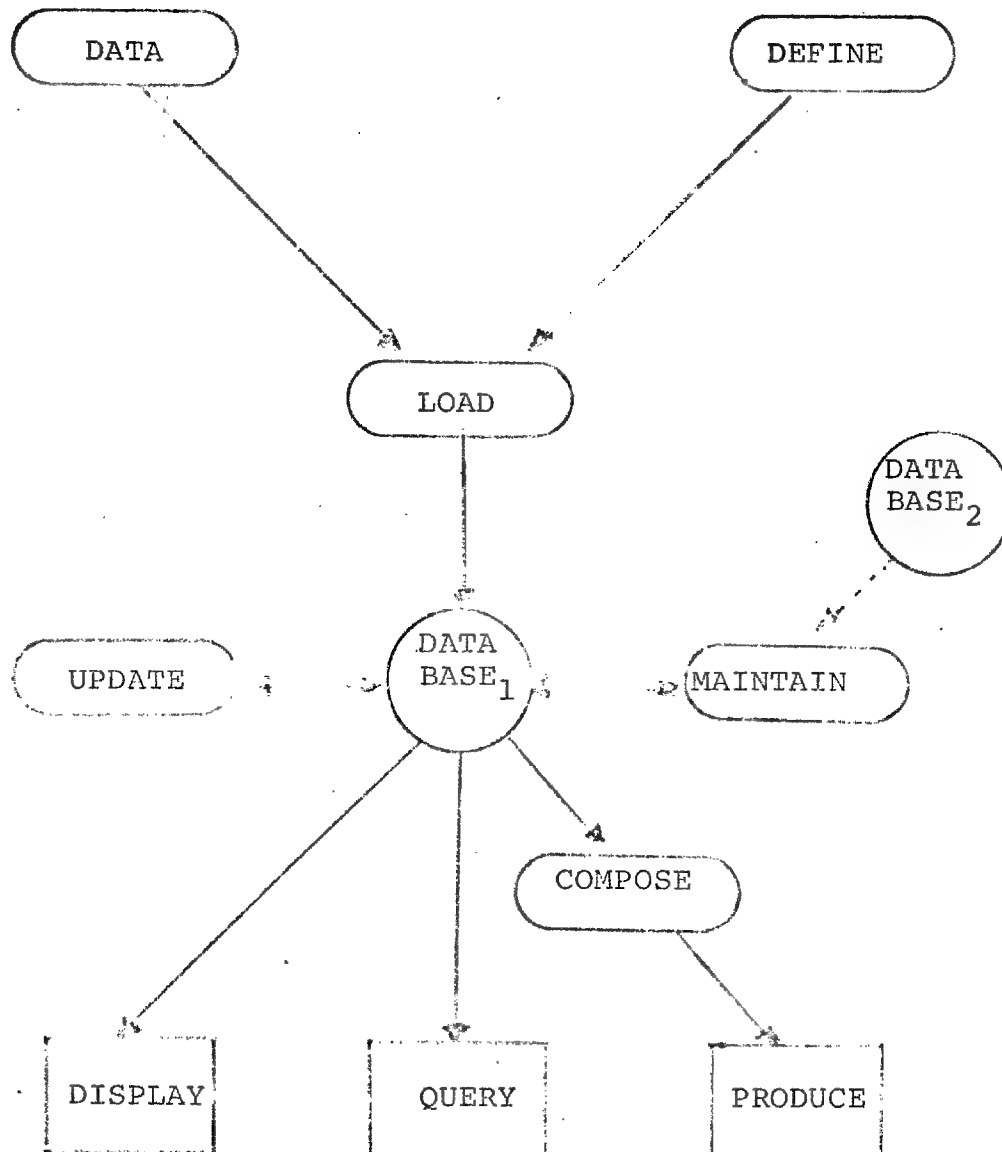 DATA
DEFINE
LOAD
DATA
BASE2
DATA
BASE1
UPDATE
MAINTAIN
COMPOSE
DISPLAY
QUERY
PRODUCE